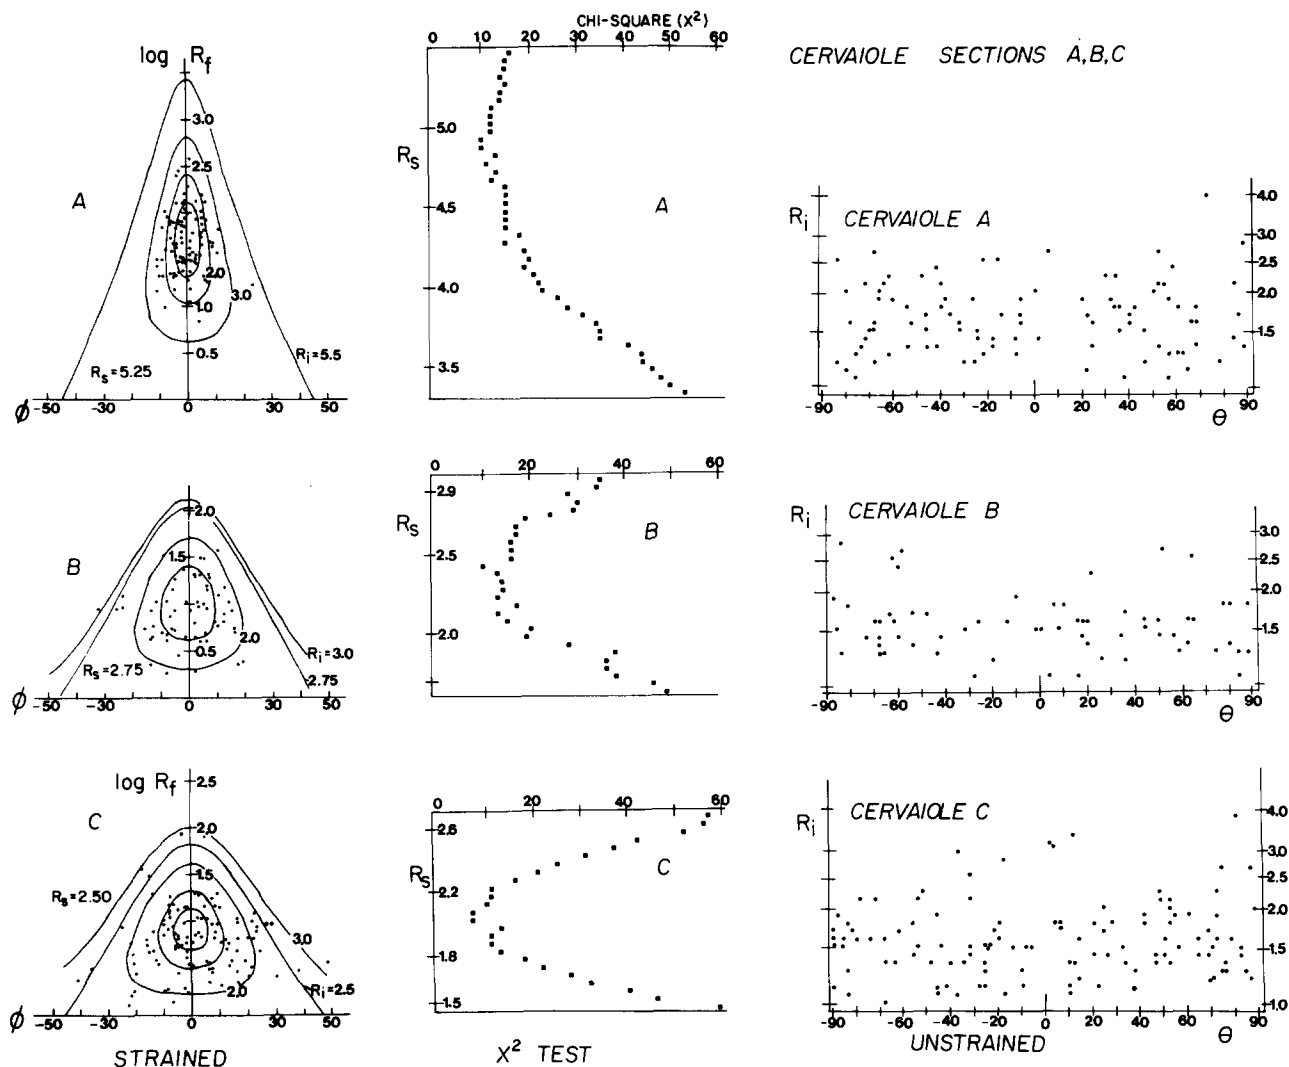 CHI-SQUARE (X²)
0 10 20 30 40 50 60
CERVAIOLE SECTIONS A,B,C
log Rf
3.0
2.5
2.0
3.0
1.0
0.5
A
Rs=5.25
Ri=5.5
ϕ -50 -30 0 30 50
Rs
5.0
4.5
4.0
3.5
A
Ri
CERVAIOLE A
4.0
3.0
2.5
2.0
1.5
-90 -60 -40 -20 0 20 40 60 90
θ
B
2.0
1.5
2.0
0.5
Rs=2.75
Ri=3.0
2.75
ϕ -50 -30 0 30 50
0 20 40 60
Rs
2.9
2.5
2.0
B
Ri
CERVAIOLE B
3.0
2.5
2.0
1.5
-90 -60 -40 -20 0 20 40 60 90
θ
log Rf
2.5
2.0
1.5
C
Rs=2.50
3.0
2.0
Ri=2.5
ϕ -50 -30 0 30 50
STRAINED
0 20 40 60
Rs
2.6
2.2
1.8
1.5
C
X² TEST
Ri
CERVAIOLE C
4.0
3.0
2.5
2.0
1.5
1.0
-90 -60 -40 -20 0 20 40 60 90
θ
UNSTRAINED